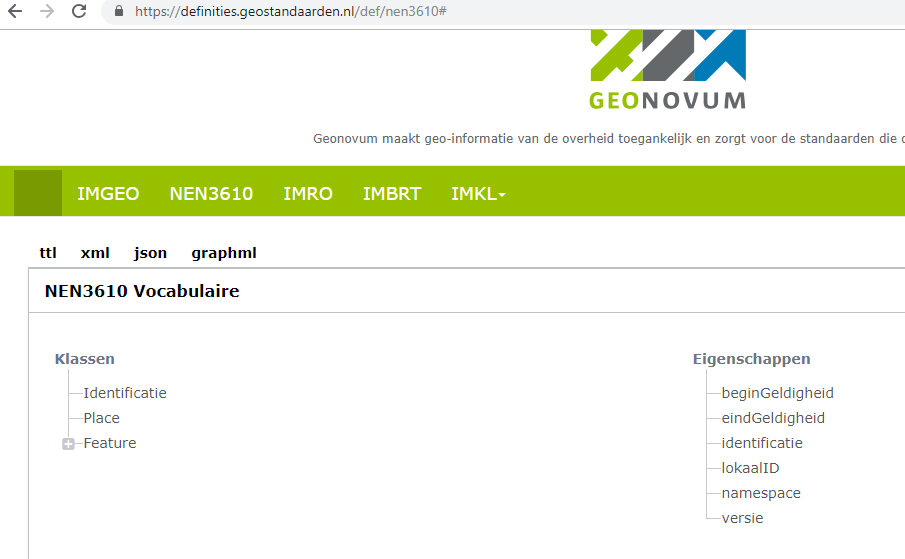 https://definities.geostandaarden.nl/def/nen3610#
GEONOVUM
Geonovum maakt geo-informatie van de overheid toegankelijk en zorgt voor de standaarden die
IMGEO NEN3610 IMRO IMBRT IMKL
ttl xml json graphml
NEN3610 Vocabulaire
Klassen
Identificatie
Place
Feature
Eigenschappen
beginGeldigheid
eindGeldigheid
identificatie
lokaalID
namespace
versie